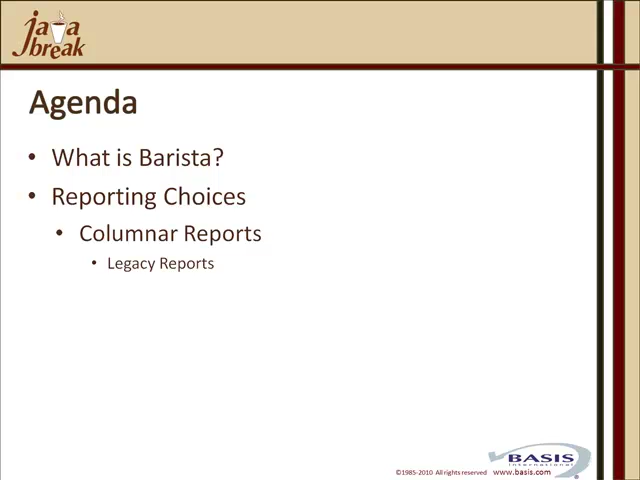 java
break
Agenda
• What is Barista?
• Reporting Choices
• Columnar Reports
• Legacy Reports
BASIS
international
©1985-2010 All rights reserved www.basis.com